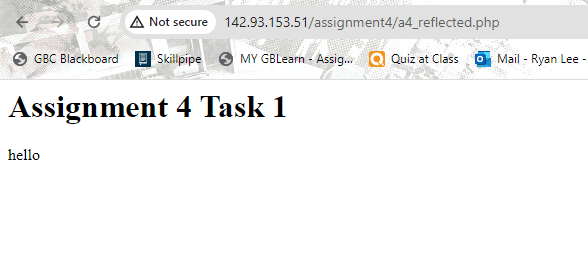 Not secure 142.93.153.51/assignment4/a4_reflected.php
GBC Blackboard Skillpipe MY GBLearn - Assig... Quiz at Class Mail - Ryan Lee -
Assignment 4 Task 1
hello